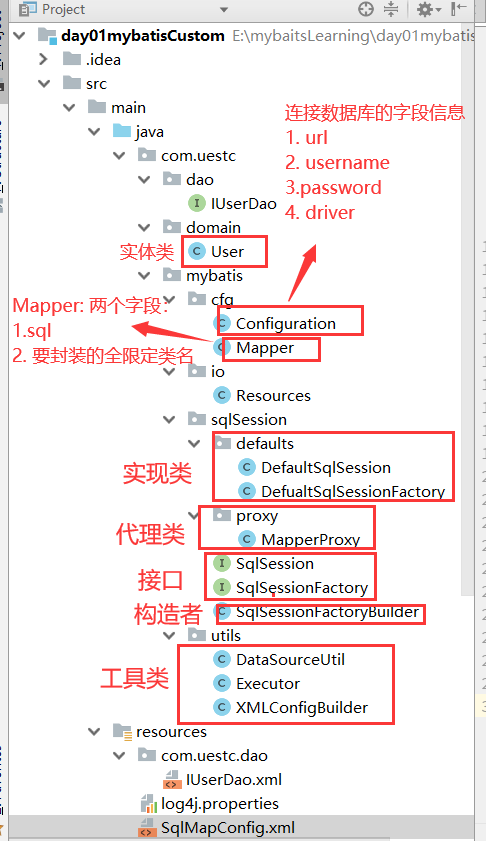 Project
day01mybatisCustom E:\mybaitsLearning\day01mybatis
.idea
src
main
java
连接数据库的字段信息
1. url
2. username
3.password
4. driver
com.uestc
dao
IUserDao
domain
实体类
User
mybatis
cfg
Mapper: 两个字段:
1.sql
2. 要封装的全限定类名
Configuration
Mapper
io
Resources
sqlSession
defaults
实现类
DefaultSqlSession
DefualtSqlSessionFactory
代理类
proxy
MapperProxy
接口
SqlSession
SqlSessionFactory
构造者
SqlSessionFactoryBuilder
utils
工具类
DataSourceUtil
Executor
XMLConfigBuilder
resources
com.uestc.dao
IUserDao.xml
log4j.properties
SqlMapConfig.xml